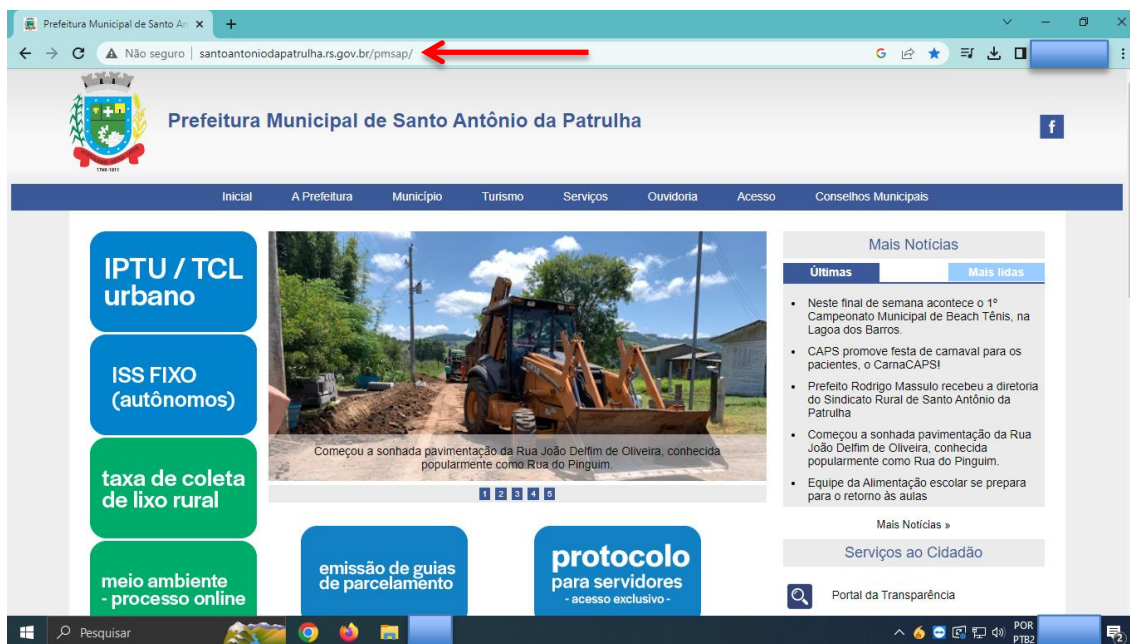 Prefeitura Municipal de Santo An
Não seguro | santoantoniodapatrulha.rs.gov.br/pmsap/
G
1760-1811
Prefeitura Municipal de Santo Antônio da Patrulha
f
Inicial A Prefeitura Município Turismo Serviços Ouvidoria Acesso Conselhos Municipais
IPTU / TCL
urbano
ISS FIXO
(autônomos)
taxa de coleta
de lixo rural
meio ambiente
- processo online
Começou a sonhada pavimentação da Rua João Delfim de Oliveira, conhecida
popularmente como Rua do Pinguim.
1 2 3 4 5
emissão de guias
de parcelamento
protocolo
para servidores
- acesso exclusivo -
Mais Notícias
Últimas Mais lidas
Neste final de semana acontece o 1º
Campeonato Municipal de Beach Tênis, na
Lagoa dos Barros.
CAPS promove festa de carnaval para os
pacientes, o CarnaCAPS!
Prefeito Rodrigo Massulo recebeu a diretoria
do Sindicato Rural de Santo Antônio da
Patrulha
Começou a sonhada pavimentação da Rua
João Delfim de Oliveira, conhecida
popularmente como Rua do Pinguim.
Equipe da Alimentação escolar se prepara
para o retorno às aulas
Mais Notícias »
Serviços ao Cidadão
Portal da Transparência
Pesquisar
POR
PTB2
2